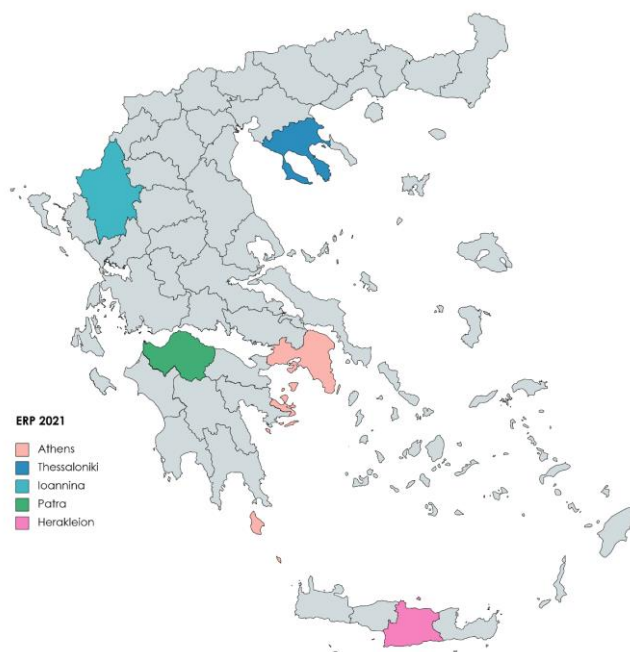 ERP 2021
Athens
Thessaloniki
Ioannina
Patra
Herakleion